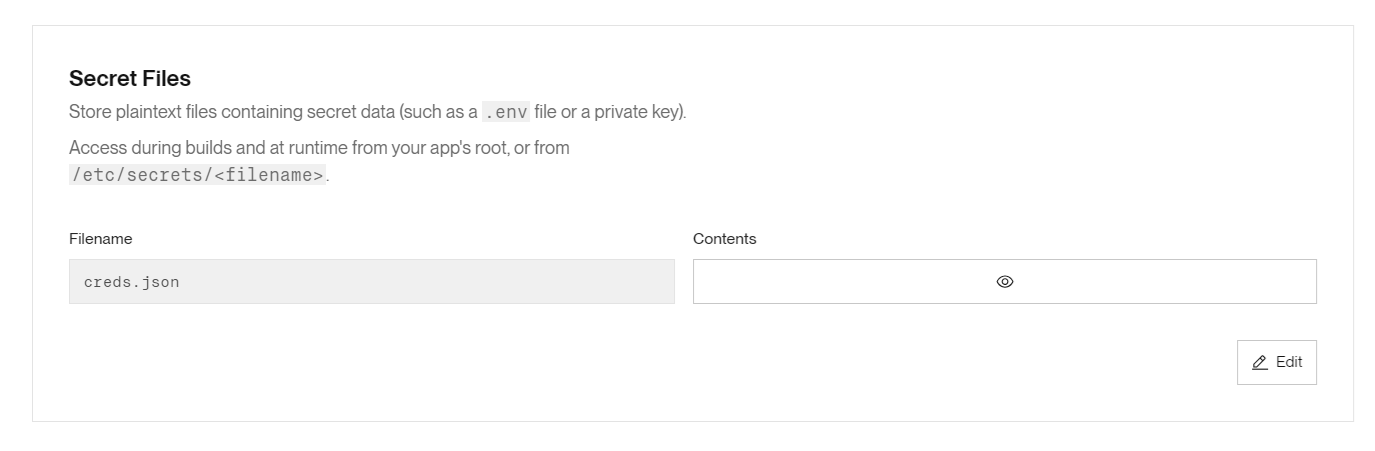 Secret Files
Store plaintext files containing secret data (such as a .env file or a private key).
Access during builds and at runtime from your app's root, or from
/etc/secrets/<filename>.
Filename
Contents
creds.json
Edit